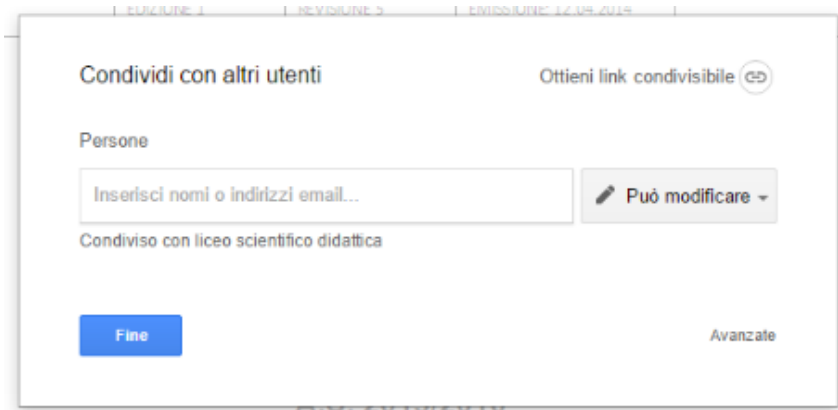 EDIZIONE 1 REVISIONE 5 EMISSIONE: 12.04.2014
Condividi con altri utenti Ottieni link condivisibile
Persone
Inserisci nomi o indirizzi email... Può modificare
Condiviso con liceo scientifico didattica
Fine Avanzate